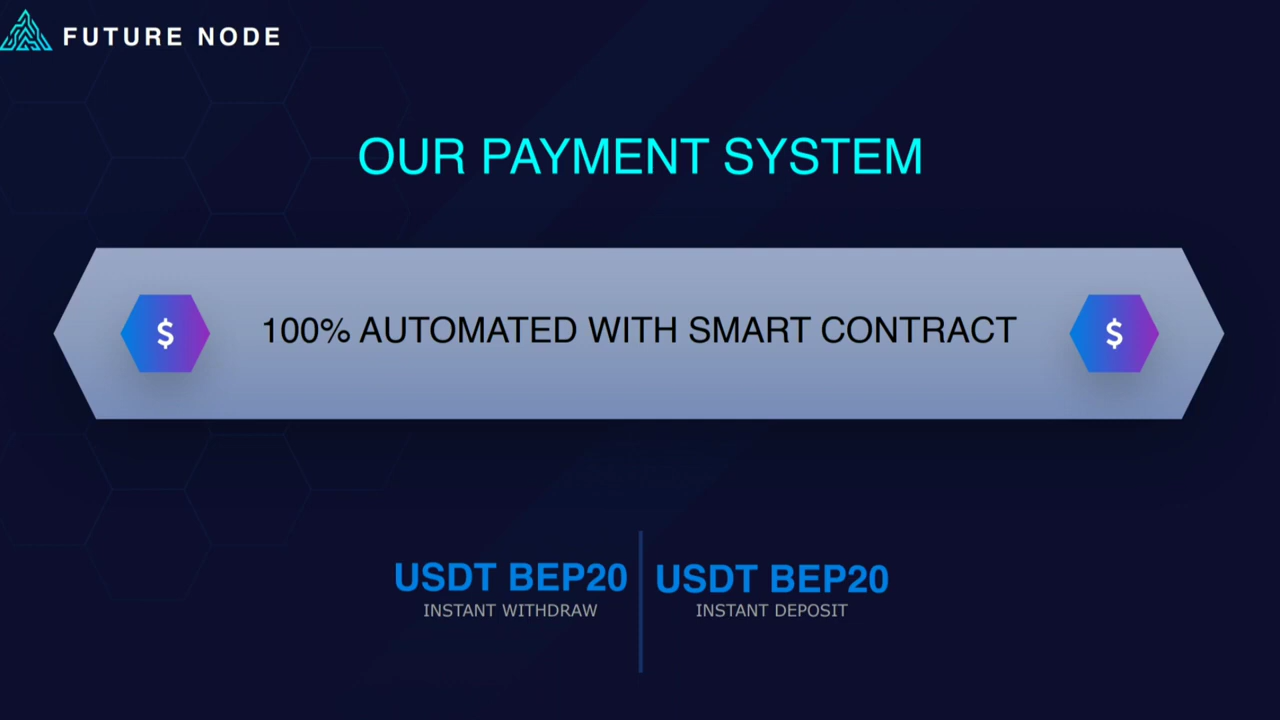 FUTURE NODE
OUR PAYMENT SYSTEM
$ 100% AUTOMATED WITH SMART CONTRACT $
USDT BEP20 USDT BEP20
INSTANT WITHDRAW INSTANT DEPOSIT